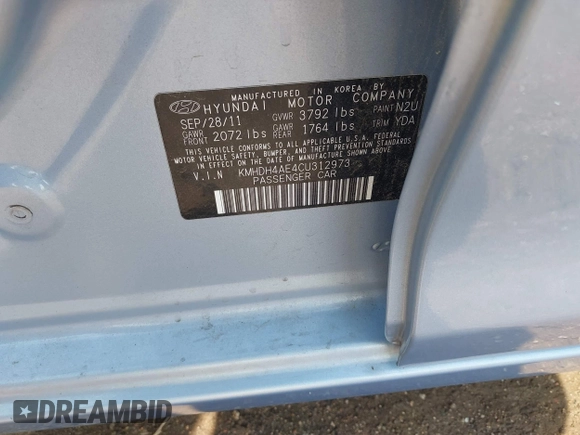 MANUFACTURED IN KOREA BY
HYUNDAI MOTOR COMPANY
SEP/28/11 GVWR 3792 lbs PAINT N2U
GAWR FRONT 2072 lbs GAWR REAR 1764 lbs TRIM YDA
THIS VEHICLE CONFORMS TO ALL APPLICABLE U.S.A. FEDERAL
MOTOR VEHICLE SAFETY, BUMPER, AND THEFT PREVENTION STANDARDS
IN EFFECT ON THE DATE OF MANUFACTURE SHOWN ABOVE.
V.I.N KMHDH4AE4CU312973
PASSENGER CAR
DREAMBID